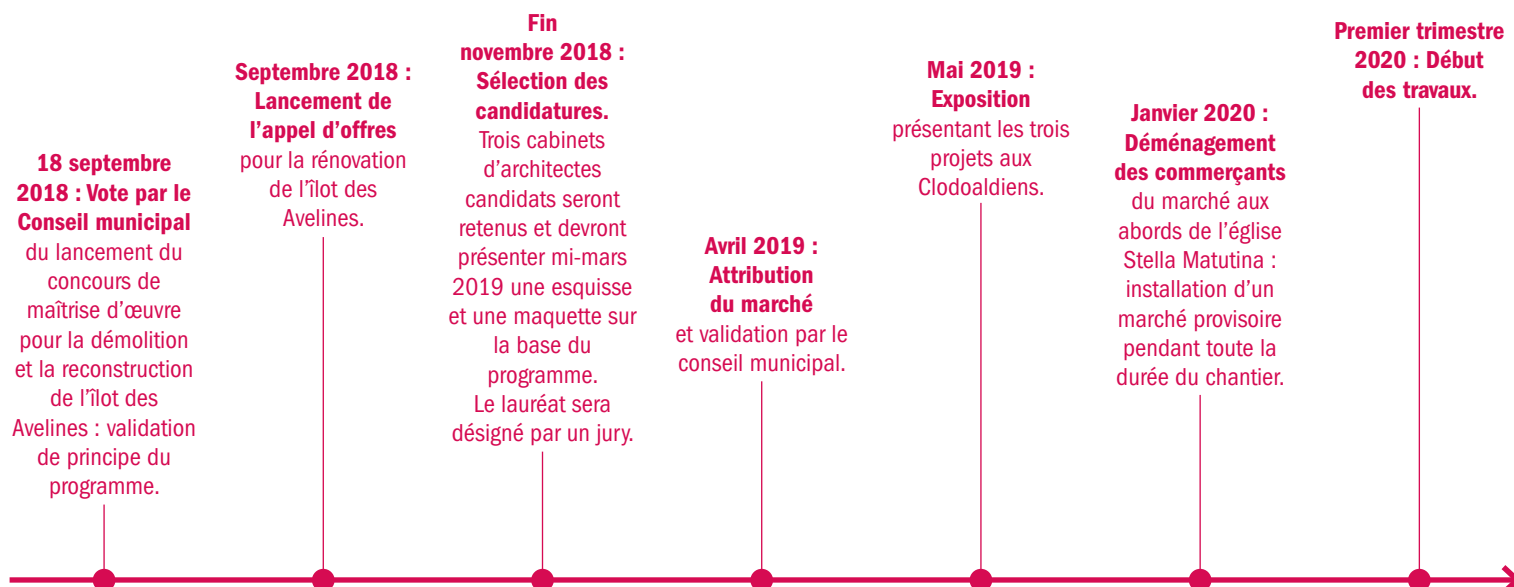 18 septembre
2018 : Vote par le
Conseil municipal
du lancement du
concours de
maîtrise d’œuvre
pour la démolition
et la reconstruction
de l’îlot des
Avelines : validation
de principe du
programme.
Septembre 2018 :
Lancement de
l’appel d’offres
pour la rénovation
de l’îlot des
Avelines.
Fin
novembre 2018 :
Sélection des
candidatures.
Trois cabinets
d’architectes
candidats seront
retenus et devront
présenter mi-mars
2019 une esquisse
et une maquette sur
la base du
programme.
Le lauréat sera
désigné par un jury.
Avril 2019 :
Attribution
du marché
et validation par le
conseil municipal.
Mai 2019 :
Exposition
présentant les trois
projets aux
Clodoaldiens.
Janvier 2020 :
Déménagement
des commerçants
du marché aux
abords de l’église
Stella Matutina :
installation d’un
marché provisoire
pendant toute la
durée du chantier.
Premier trimestre
2020 : Début
des travaux.